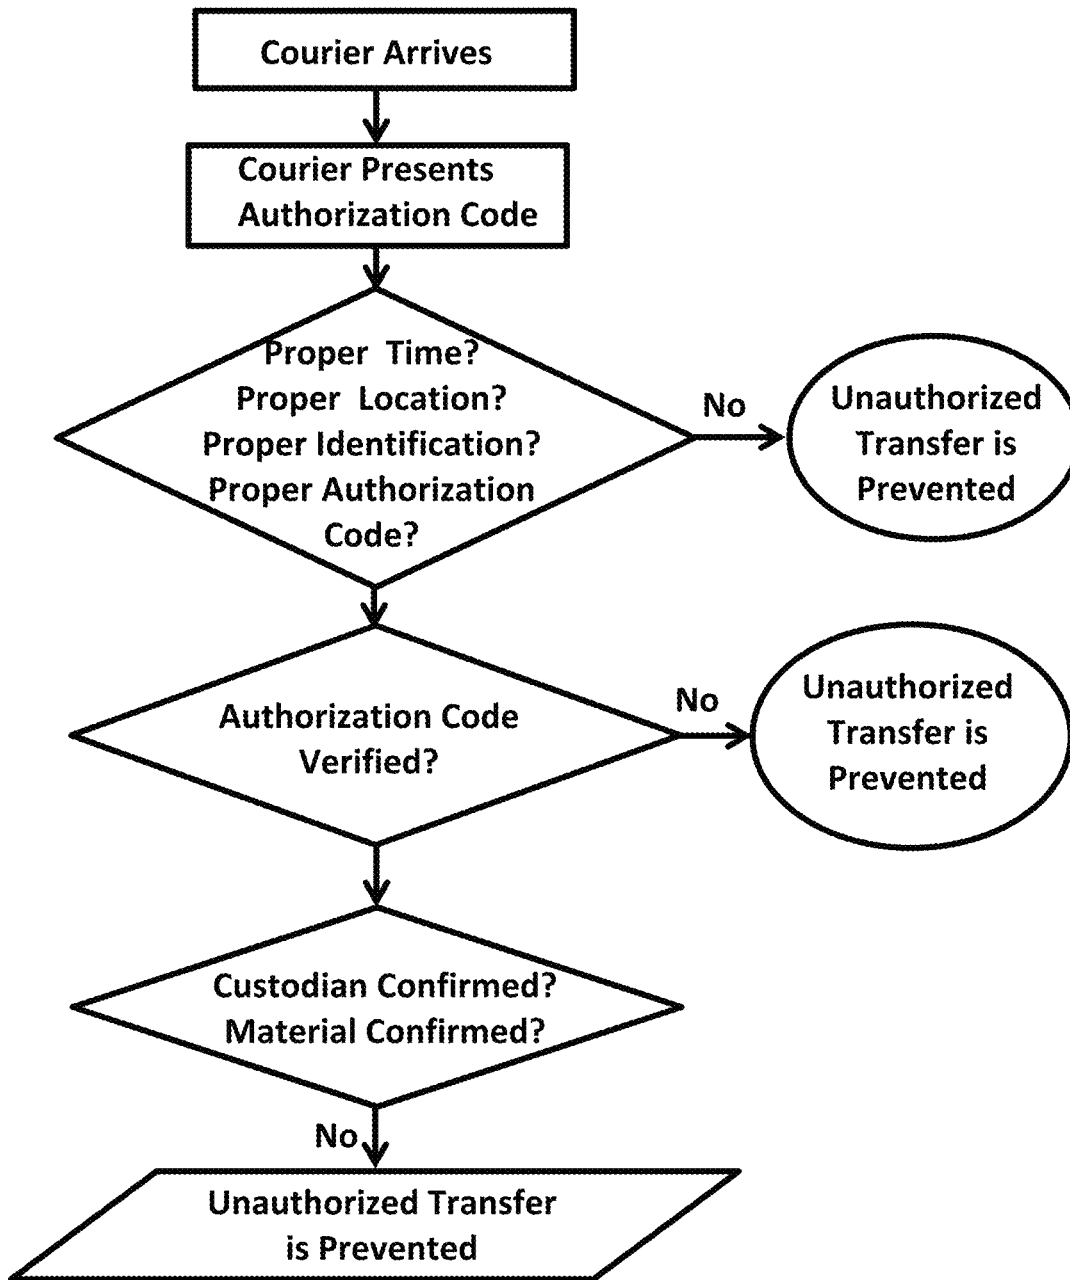 Courier Arrives
Courier Presents
Authorization Code
Proper Time?
Proper Location?
Proper Identification?
Proper Authorization
Code?
No
Unauthorized
Transfer is
Prevented
Authorization Code
Verified?
No
Unauthorized
Transfer is
Prevented
Custodian Confirmed?
Material Confirmed?
No
Unauthorized Transfer
is Prevented